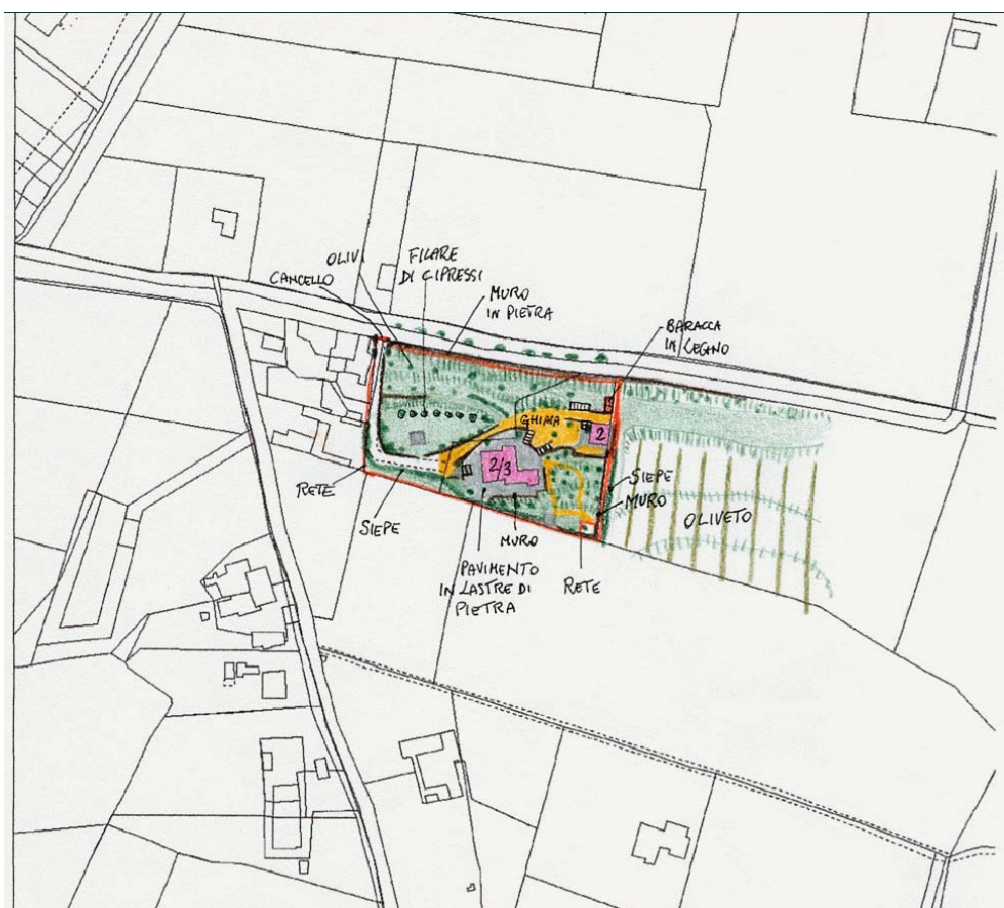 OLIVI
FILARE
DI CIPRESSI
CANCELLO
MURO
IN PIETRA
BARACCA
IN LEGNO
GHIAIA
2
2/3
RETE
SIEPE
SIEPE
MURO
OLIVETO
MURO
PAVIMENTO
IN LASTRE DI
PIETRA
RETE